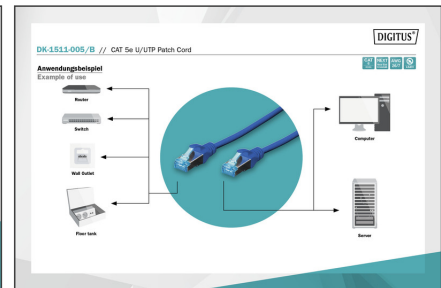 DIGITUS®
DK-1511-005/B // CAT 5e U/UTP Patch Cord
Anwendungsbeispiel
Example of use
Router
Switch
Wall Outlet
Floor tank
Computer
Server